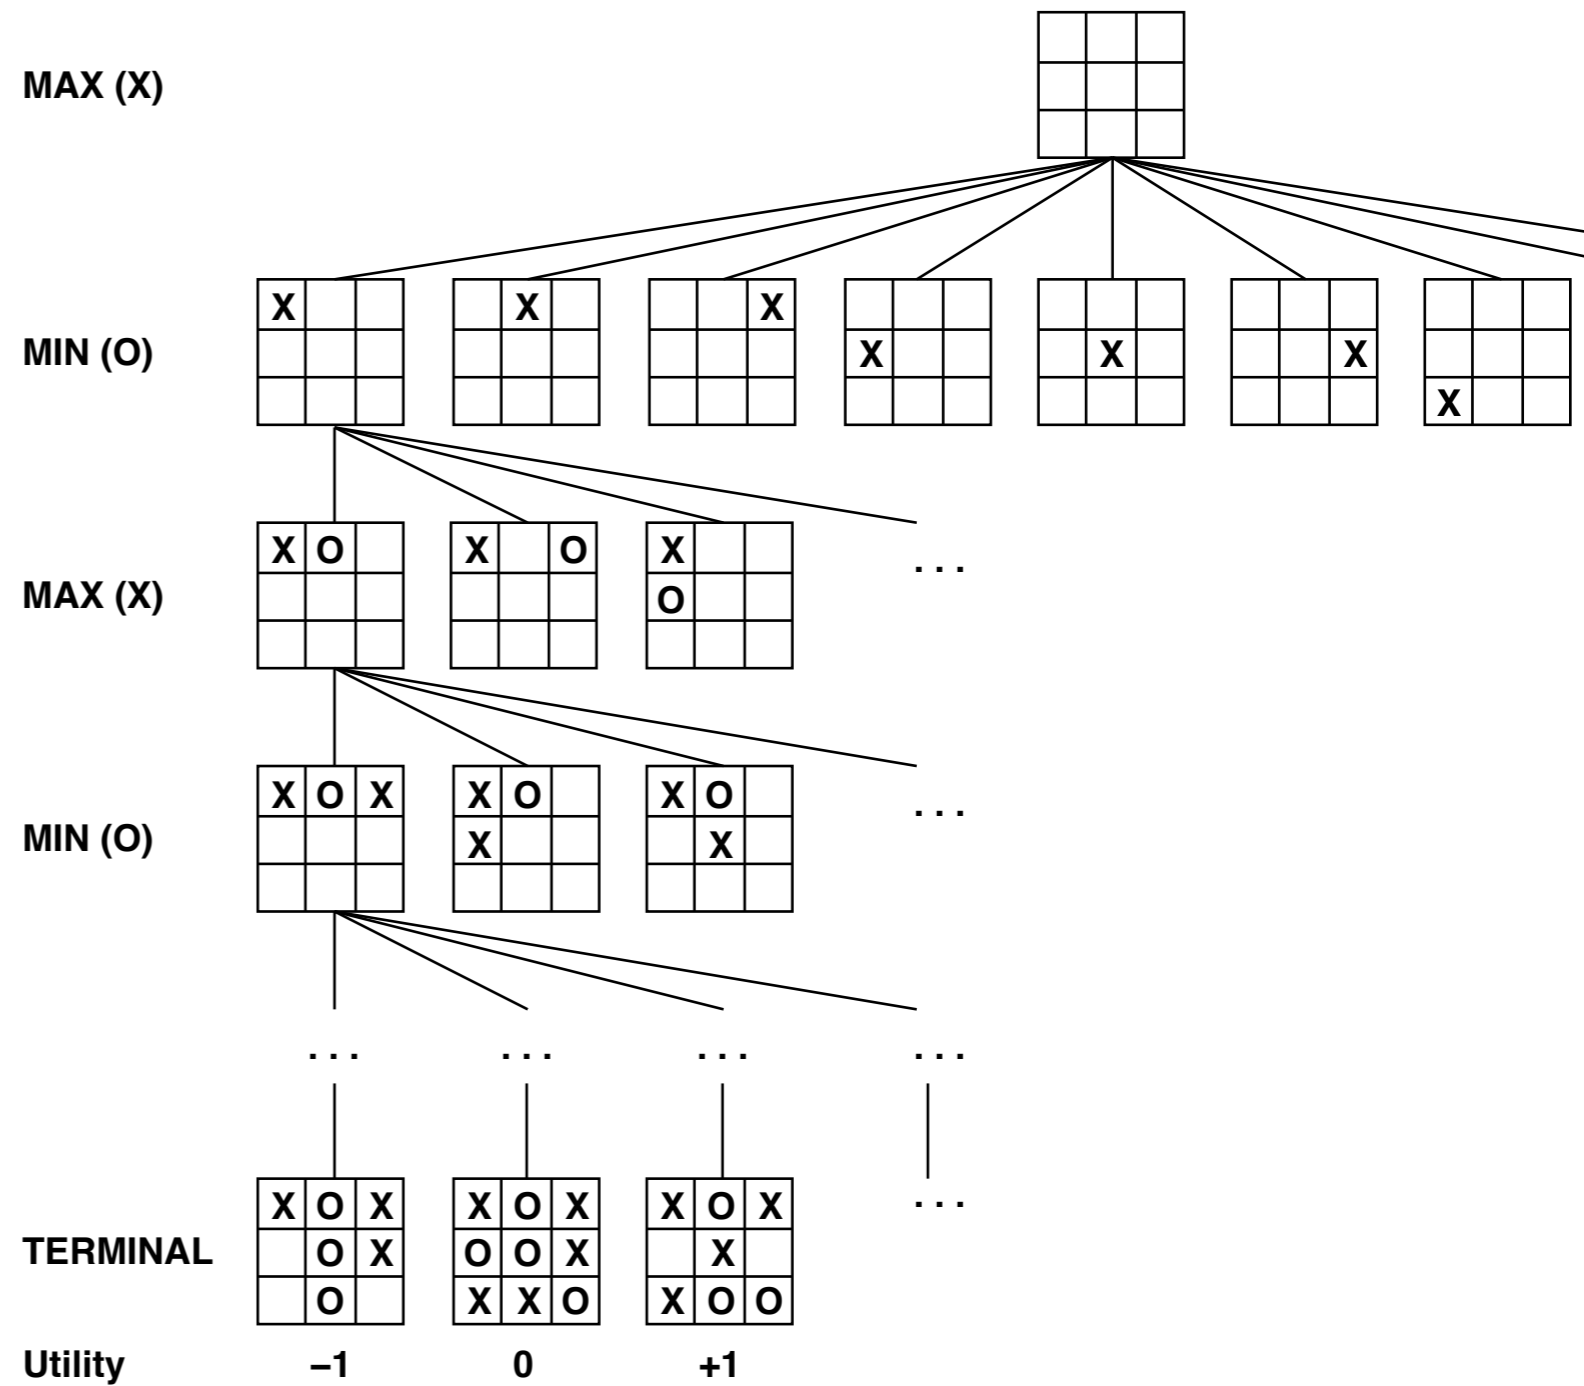 MAX (X)
MIN (O)
X X X X X X X
MAX (X)
X O X O X
O
MIN (O)
X O X X O X O
X X
. . .
. . .
. . . . . . . . . . . .
TERMINAL
X O X X O X X O X
O X O O X X
O X X O X O O
. . .
Utility –1 0 +1